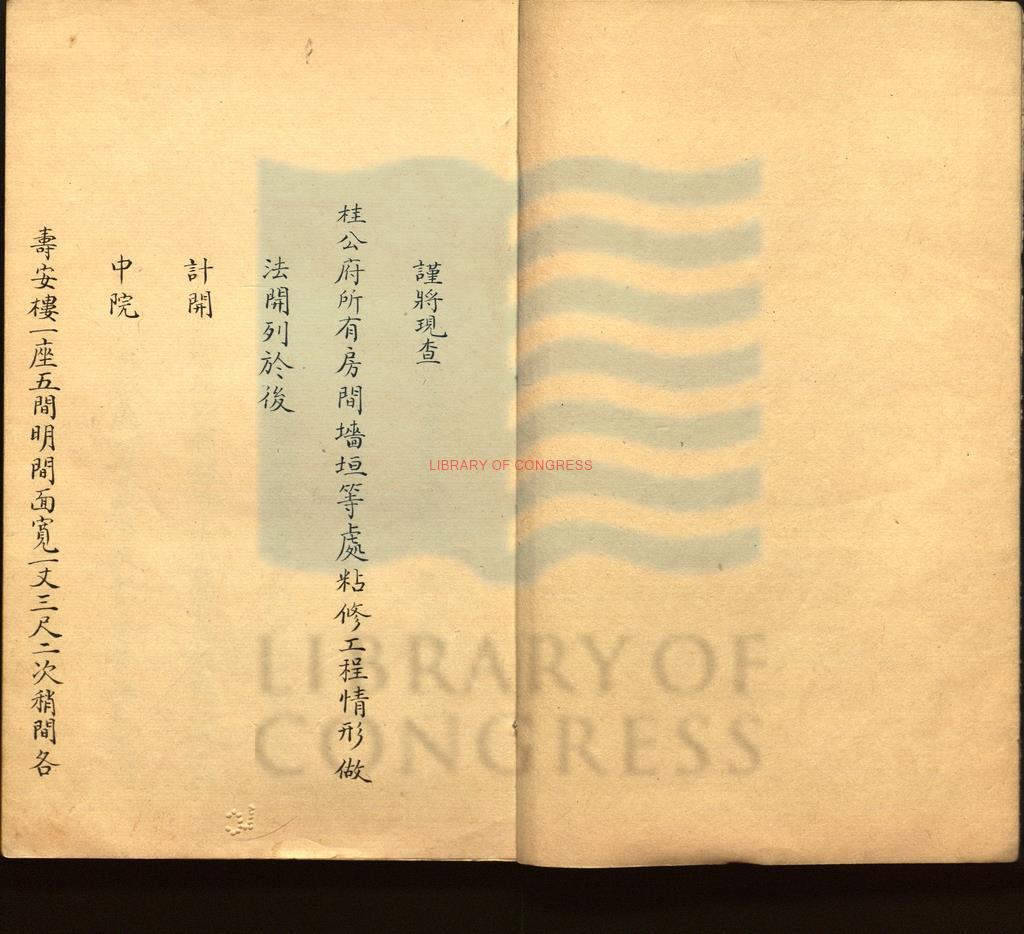 謹將現查
桂公府所有房間墻垣等處粘修工程情形做
法開列於後
計開
中院
壽安樓一座五間明間面寬一丈三尺二次稍間各
LIBRARY OF CONGRESS
LIBRARY OF
CONGRESS